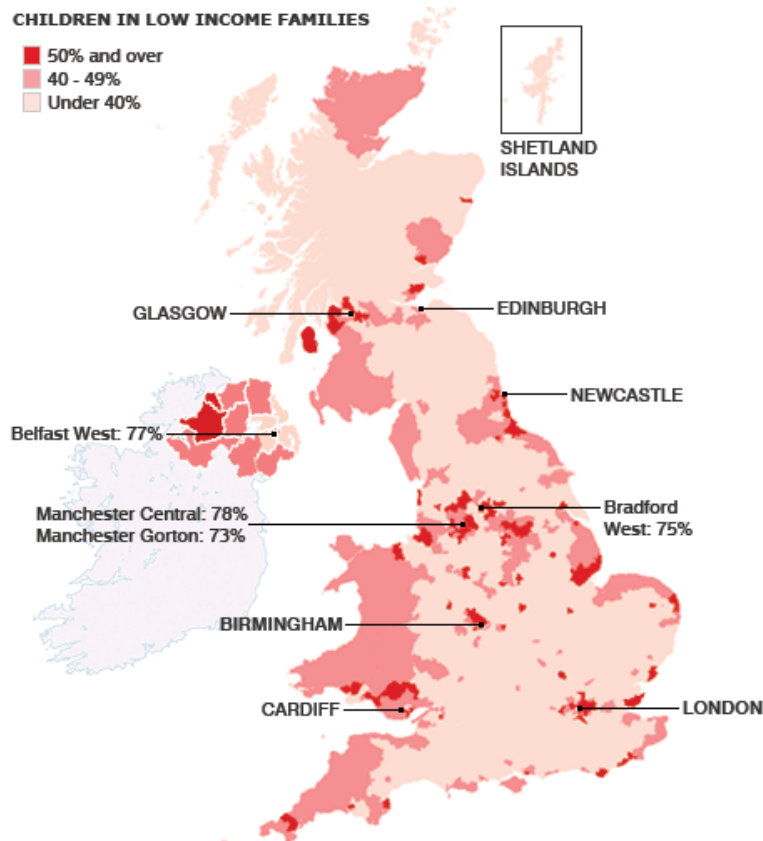 CHILDREN IN LOW INCOME FAMILIES
50% and over
40 - 49%
Under 40%
SHETLAND
ISLANDS
GLASGOW
EDINBURGH
NEWCASTLE
Belfast West: 77%
Manchester Central: 78%
Manchester Gorton: 73%
Bradford
West: 75%
BIRMINGHAM
CARDIFF
LONDON